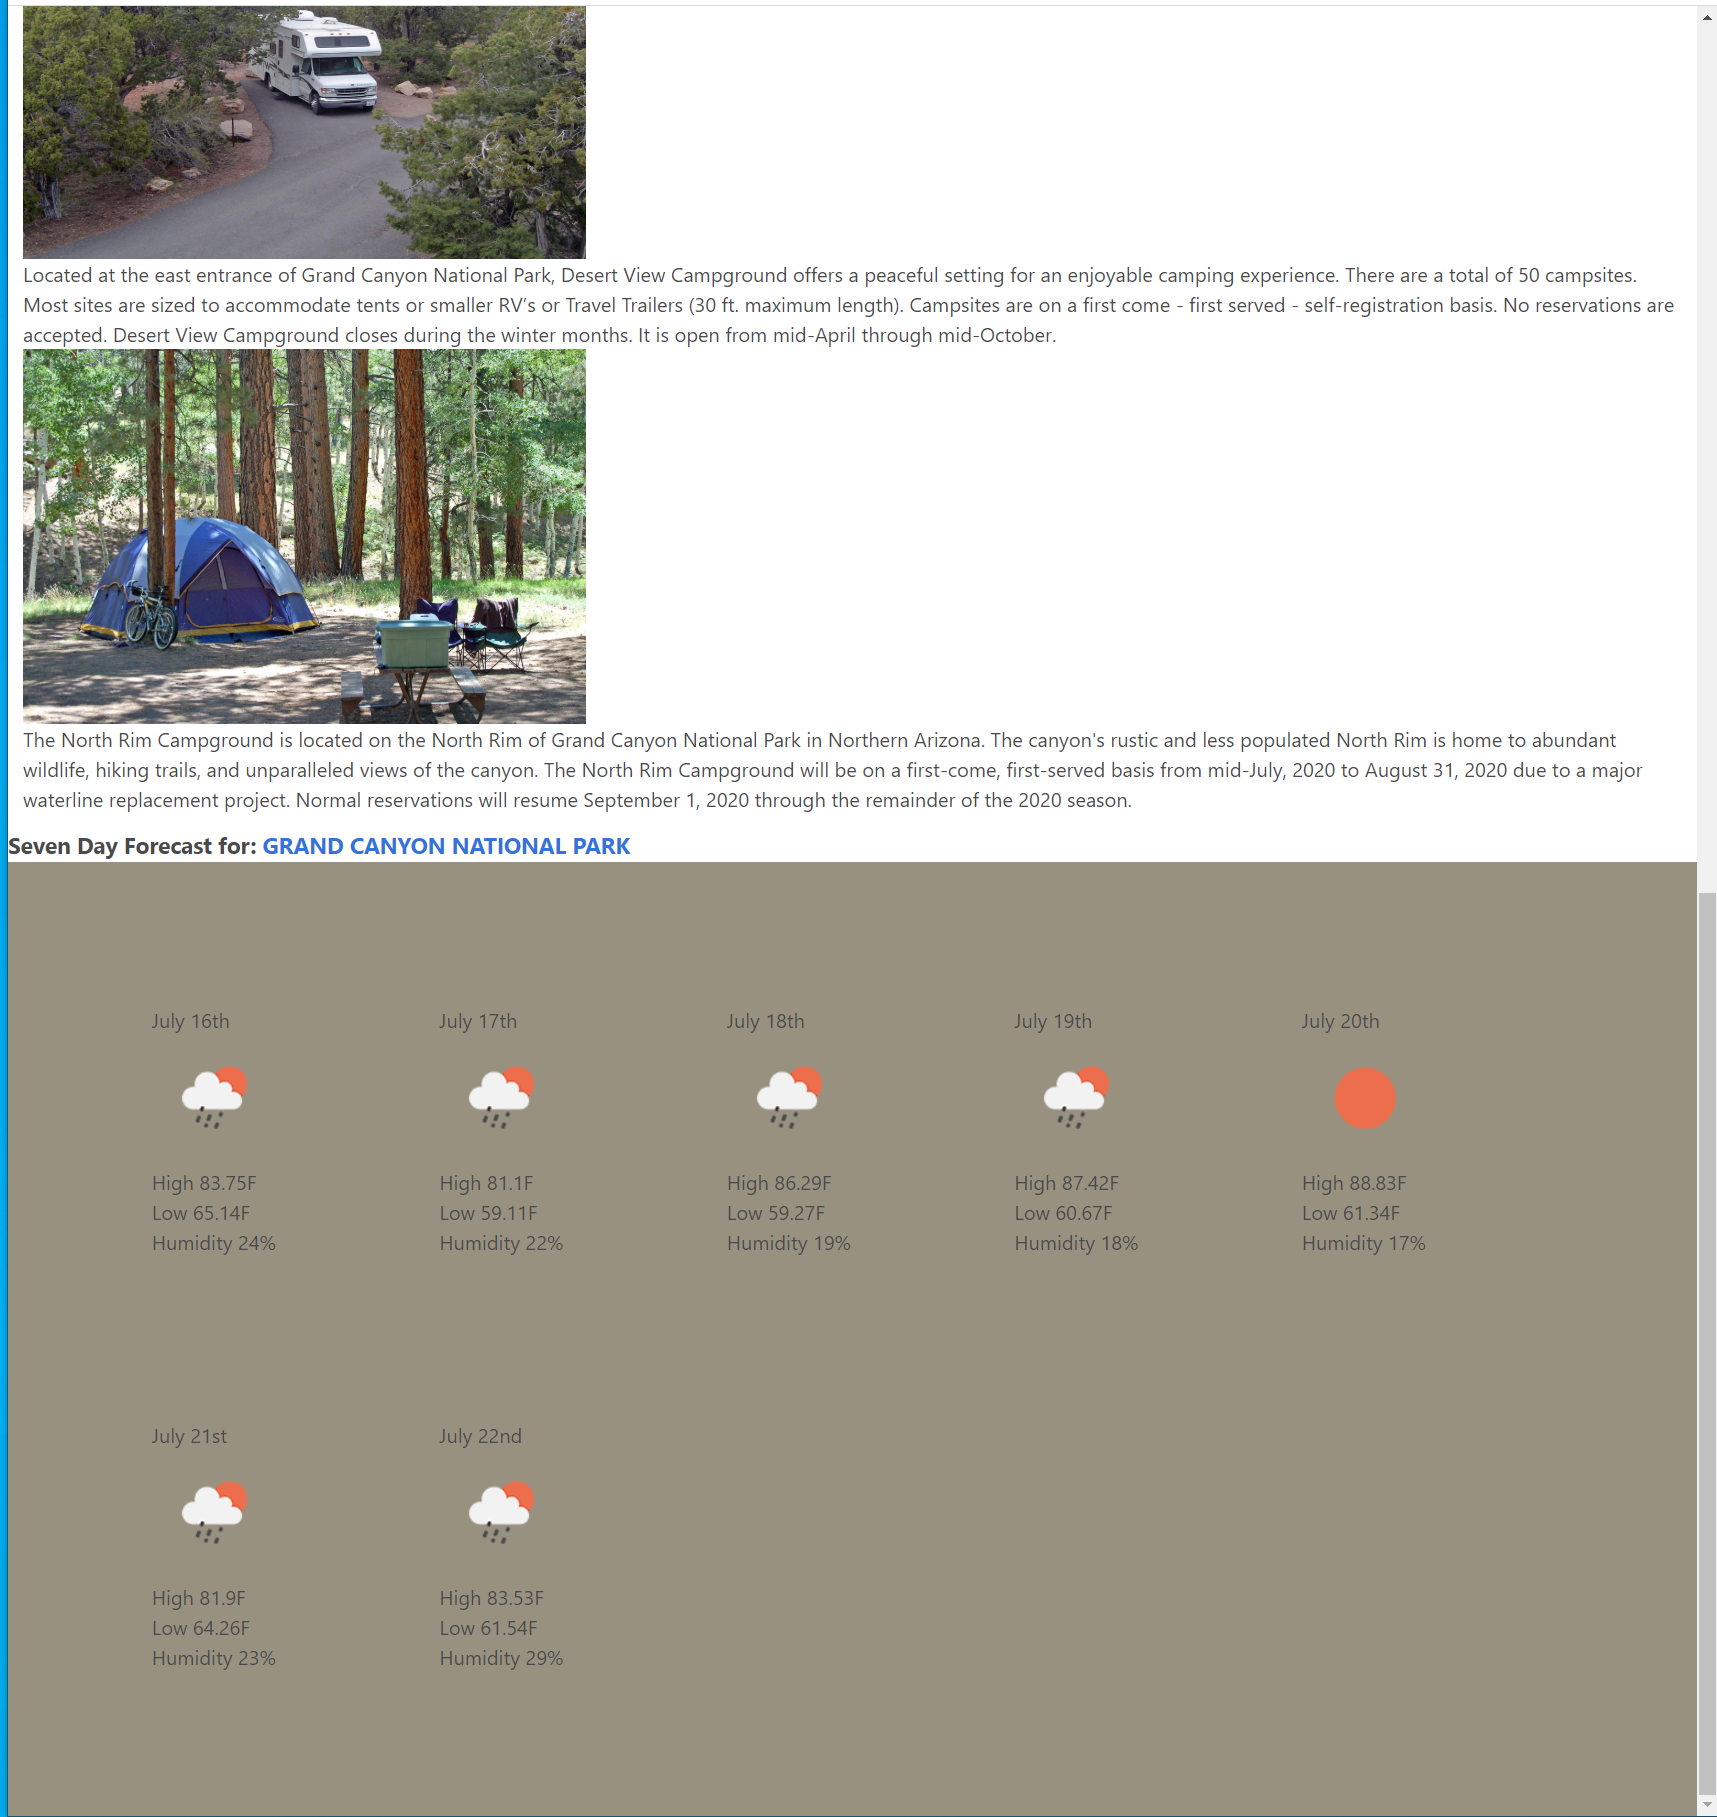 Located at the east entrance of Grand Canyon National Park, Desert View Campground offers a peaceful setting for an enjoyable camping experience. There are a total of 50 campsites.
Most sites are sized to accommodate tents or smaller RV’s or Travel Trailers (30 ft. maximum length). Campsites are on a first come - first served - self-registration basis. No reservations are
accepted. Desert View Campground closes during the winter months. It is open from mid-April through mid-October.
The North Rim Campground is located on the North Rim of Grand Canyon National Park in Northern Arizona. The canyon's rustic and less populated North Rim is home to abundant
wildlife, hiking trails, and unparalleled views of the canyon. The North Rim Campground will be on a first-come, first-served basis from mid-July, 2020 to August 31, 2020 due to a major
waterline replacement project. Normal reservations will resume September 1, 2020 through the remainder of the 2020 season.
Seven Day Forecast for: GRAND CANYON NATIONAL PARK
July 16th
High 83.75F
Low 65.14F
Humidity 24%
July 17th
High 81.1F
Low 59.11F
Humidity 22%
July 18th
High 86.29F
Low 59.27F
Humidity 19%
July 19th
High 87.42F
Low 60.67F
Humidity 18%
July 20th
High 88.83F
Low 61.34F
Humidity 17%
July 21st
High 81.9F
Low 64.26F
Humidity 23%
July 22nd
High 83.53F
Low 61.54F
Humidity 29%